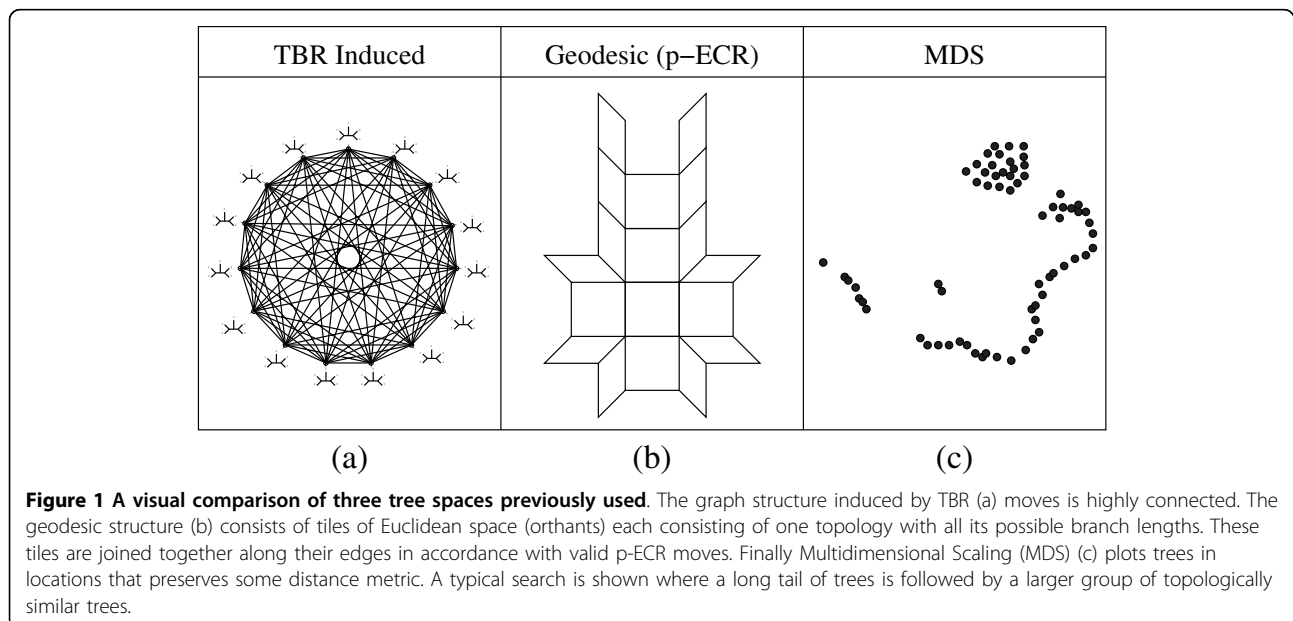 TBR Induced
Geodesic (p−ECR)
MDS
(a)
(b)
(c)
Figure 1 A visual comparison of three tree spaces previously used. The graph structure induced by TBR (a) moves is highly connected. The
geodesic structure (b) consists of tiles of Euclidean space (orthants) each consisting of one topology with all its possible branch lengths. These
tiles are joined together along their edges in accordance with valid p-ECR moves. Finally Multidimensional Scaling (MDS) (c) plots trees in
locations that preserves some distance metric. A typical search is shown where a long tail of trees is followed by a larger group of topologically
similar trees.